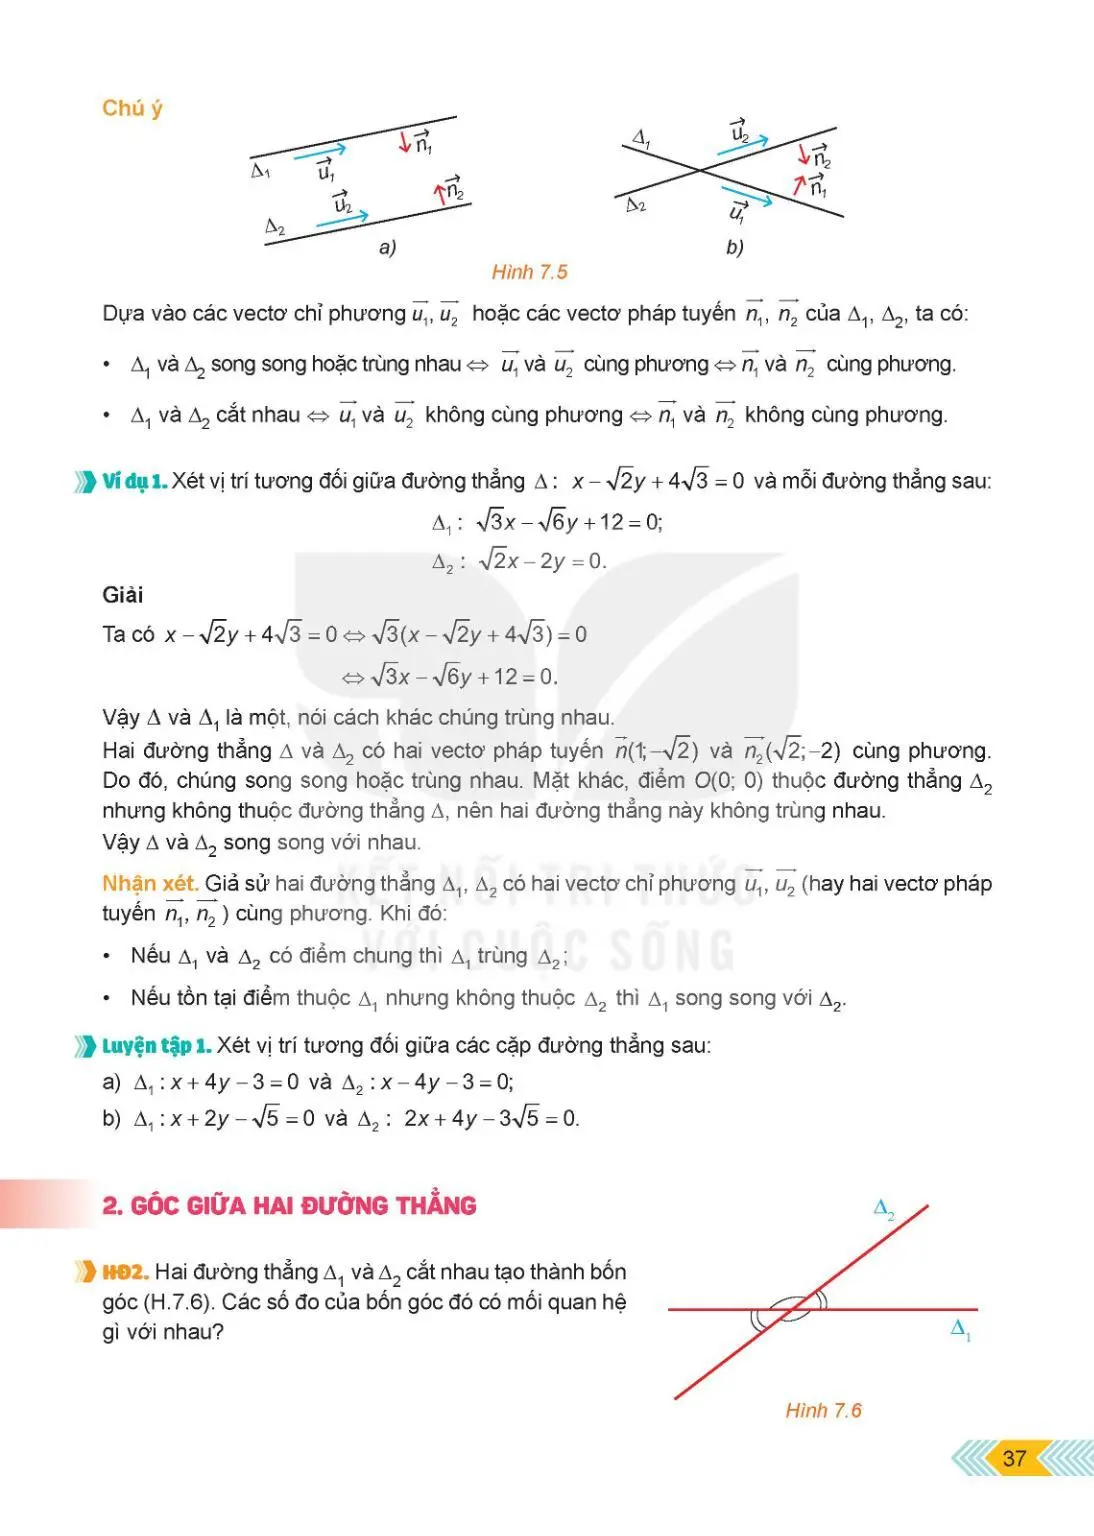 Chú ý
Δ₁ u₁⃗ n₁⃗
Δ₂ u₂⃗ n₂⃗
a)
Δ₁ u₂⃗ n₂⃗
Δ₂ u₁⃗ n₁⃗
b)
Hình 7.5
Dựa vào các vectơ chỉ phương u₁⃗, u₂⃗ hoặc các vectơ pháp tuyến n₁⃗, n₂⃗ của Δ₁, Δ₂, ta có:
• Δ₁ và Δ₂ song song hoặc trùng nhau ⇔ u₁⃗ và u₂⃗ cùng phương ⇔ n₁⃗ và n₂⃗ cùng phương.
• Δ₁ và Δ₂ cắt nhau ⇔ u₁⃗ và u₂⃗ không cùng phương ⇔ n₁⃗ và n₂⃗ không cùng phương.
Ví dụ 1. Xét vị trí tương đối giữa đường thẳng Δ : x − √2y + 4√3 = 0 và mỗi đường thẳng sau:
Δ₁ : √3x − √6y + 12 = 0;
Δ₂ : √2x − 2y = 0.
Giải
Ta có x − √2y + 4√3 = 0 ⇔ √3(x − √2y + 4√3) = 0
⇔ √3x − √6y + 12 = 0.
Vậy Δ và Δ₁ là một, nói cách khác chúng trùng nhau.
Hai đường thẳng Δ và Δ₂ có hai vectơ pháp tuyến n⃗(1; −√2) và n₂⃗(√2; −2) cùng phương.
Do đó, chúng song song hoặc trùng nhau. Mặt khác, điểm O(0; 0) thuộc đường thẳng Δ₂
nhưng không thuộc đường thẳng Δ, nên hai đường thẳng này không trùng nhau.
Vậy Δ và Δ₂ song song với nhau.
KẾT NỐI TRI THỨC
VỚI CUỘC SỐNG
Nhận xét. Giả sử hai đường thẳng Δ₁, Δ₂ có hai vectơ chỉ phương u₁⃗, u₂⃗ (hay hai vectơ pháp
tuyến n₁⃗, n₂⃗ ) cùng phương. Khi đó:
• Nếu Δ₁ và Δ₂ có điểm chung thì Δ₁ trùng Δ₂;
• Nếu tồn tại điểm thuộc Δ₁ nhưng không thuộc Δ₂ thì Δ₁ song song với Δ₂.
Luyện tập 1. Xét vị trí tương đối giữa các cặp đường thẳng sau:
a) Δ₁ : x + 4y − 3 = 0 và Δ₂ : x − 4y − 3 = 0;
b) Δ₁ : x + 2y − √5 = 0 và Δ₂ : 2x + 4y − 3√5 = 0.
2. GÓC GIỮA HAI ĐƯỜNG THẲNG
HĐ2. Hai đường thẳng Δ₁ và Δ₂ cắt nhau tạo thành bốn
góc (H.7.6). Các số đo của bốn góc đó có mối quan hệ
gì với nhau?
Δ₂
Δ₁
Hình 7.6
37